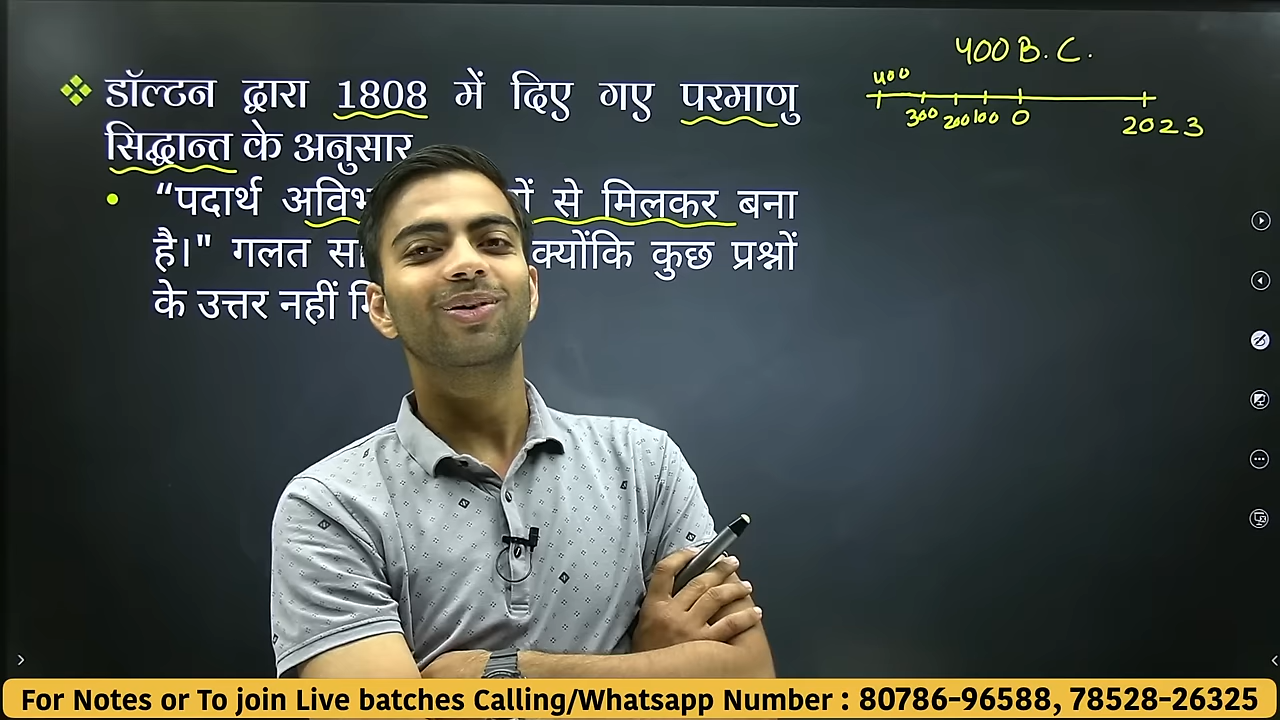 डॉल्टन द्वारा 1808 में दिए गए परमाणु
सिद्धान्त के अनुसार
“पदार्थ से मिलकर बना
है।" गलत क्योंकि कुछ प्रश्नों
के उत्तर नहीं
400 B.C.
400
300 200 100 0 2023
For Notes or To join Live batches Calling/Whatsapp Number : 80786-96588, 78528-26325